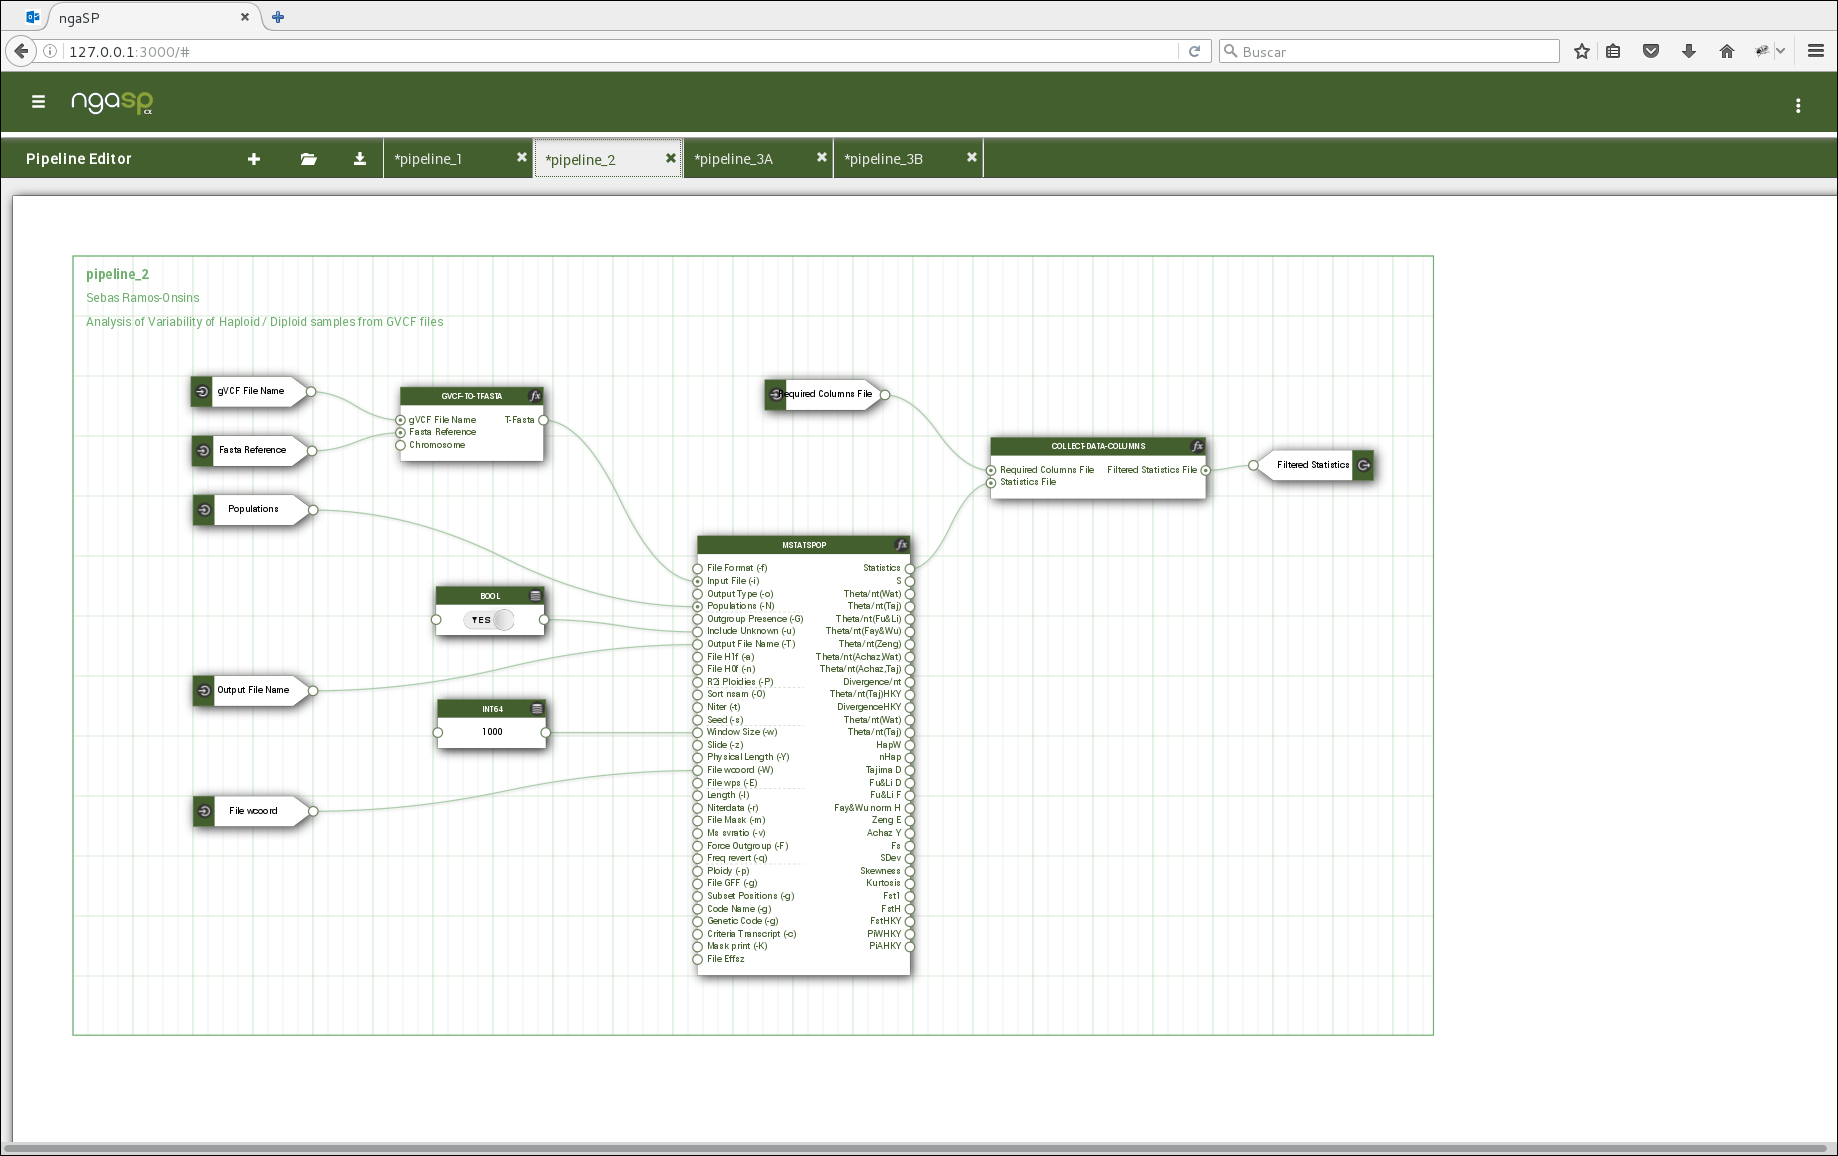 ngaSP
127.0.0.1:3000/#
Buscar
ngasp α
Pipeline Editor
*pipeline_1
*pipeline_2
*pipeline_3A
*pipeline_3B
pipeline_2
Sebas Ramos-Onsins
Analysis of Variability of Haploid / Diploid samples from GVCF files
gVCF File Name
Fasta Reference
Populations
Output File Name
File wcoord
GVCF-TO-TFASTA fx
gVCF File Name T-Fasta
Fasta Reference
Chromosome
BOOL
YES
INT64
1000
Required Columns File
MSTATSPOP fx
File Format (-f) Statistics
Input File (-i) S
Output Type (-o) Theta/nt(Wat)
Populations (-N) Theta/nt(Taj)
Outgroup Presence (-G) Theta/nt(Fu&Li)
Include Unknown (-u) Theta/nt(Fay&Wu)
Output File Name (-T) Theta/nt(Zeng)
File H1f (-a) Theta/nt(Achaz,Wat)
File H0f (-n) Theta/nt(Achaz,Taj)
R2i Ploidies (-P) Divergence/nt
Sort nsam (-O) Theta/nt(Taj)HKY
Niter (-t) DivergenceHKY
Seed (-s) Theta/nt(Wat)
Window Size (-w) Theta/nt(Taj)
Slide (-z) HapW
Physical Length (-Y) nHap
File wcoord (-W) Tajima D
File wps (-E) Fu&Li D
Length (-l) Fu&Li F
Niterdata (-r) Fay&Wu norm H
File Mask (-m) Zeng E
Ms svratio (-v) Achaz Y
Force Outgroup (-F) Fs
Freq revert (-q) SDev
Ploidy (-p) Skewness
File GFF (-g) Kurtosis
Subset Positions (-g) Fst1
Code Name (-g) FstH
Genetic Code (-g) FstHKY
Criteria Transcript (-c) PiWHKY
Mask print (-K) PiAHKY
File Effsz
COLLECT-DATA-COLUMNS fx
Required Columns File Filtered Statistics File
Statistics File
Filtered Statistics